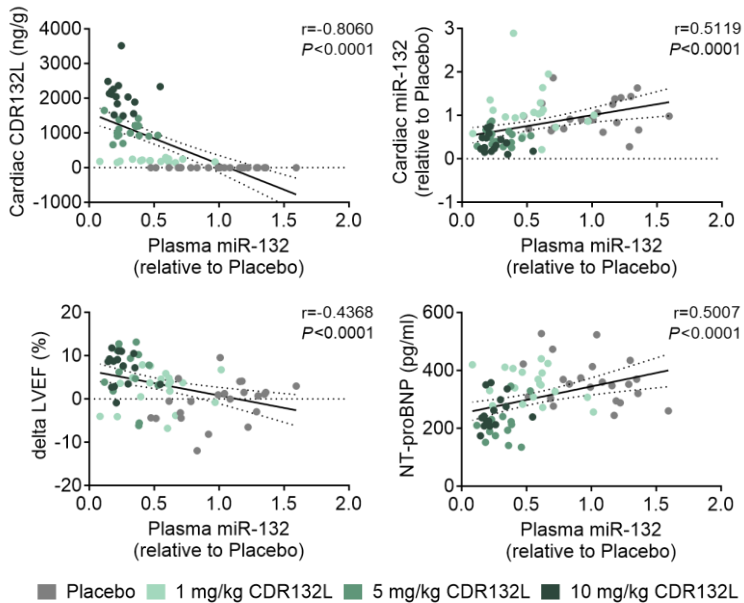 r=-0.8060
P<0.0001
Cardiac CDR132L (ng/g)
4000
3000
2000
1000
0
-1000
0.0 0.5 1.0 1.5 2.0
Plasma miR-132
(relative to Placebo)
r=0.5119
P<0.0001
Cardiac miR-132
(relative to Placebo)
3
2
1
0
-1
0.0 0.5 1.0 1.5 2.0
Plasma miR-132
(relative to Placebo)
r=-0.4368
P<0.0001
delta LVEF (%)
20
10
0
-10
-20
0.0 0.5 1.0 1.5 2.0
Plasma miR-132
(relative to Placebo)
r=0.5007
P<0.0001
NT-proBNP (pg/ml)
600
400
200
0
0.0 0.5 1.0 1.5 2.0
Plasma miR-132
(relative to Placebo)
Placebo 1 mg/kg CDR132L 5 mg/kg CDR132L 10 mg/kg CDR132L